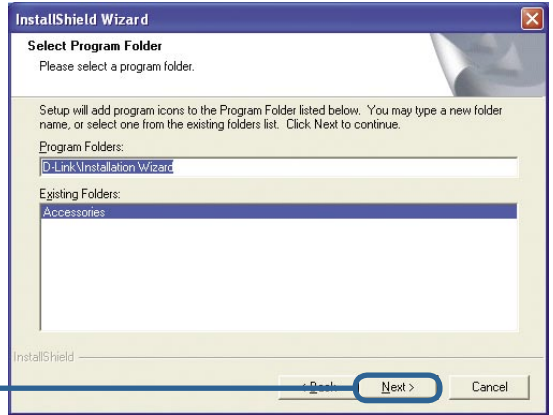 InstallShield Wizard
Select Program Folder
Please select a program folder.
Setup will add program icons to the Program Folder listed below. You may type a new folder
name, or select one from the existing folders list. Click Next to continue.
Program Folders:
D-Link\Installation Wizard
Existing Folders:
Accessories
InstallShield
< Back Next > Cancel